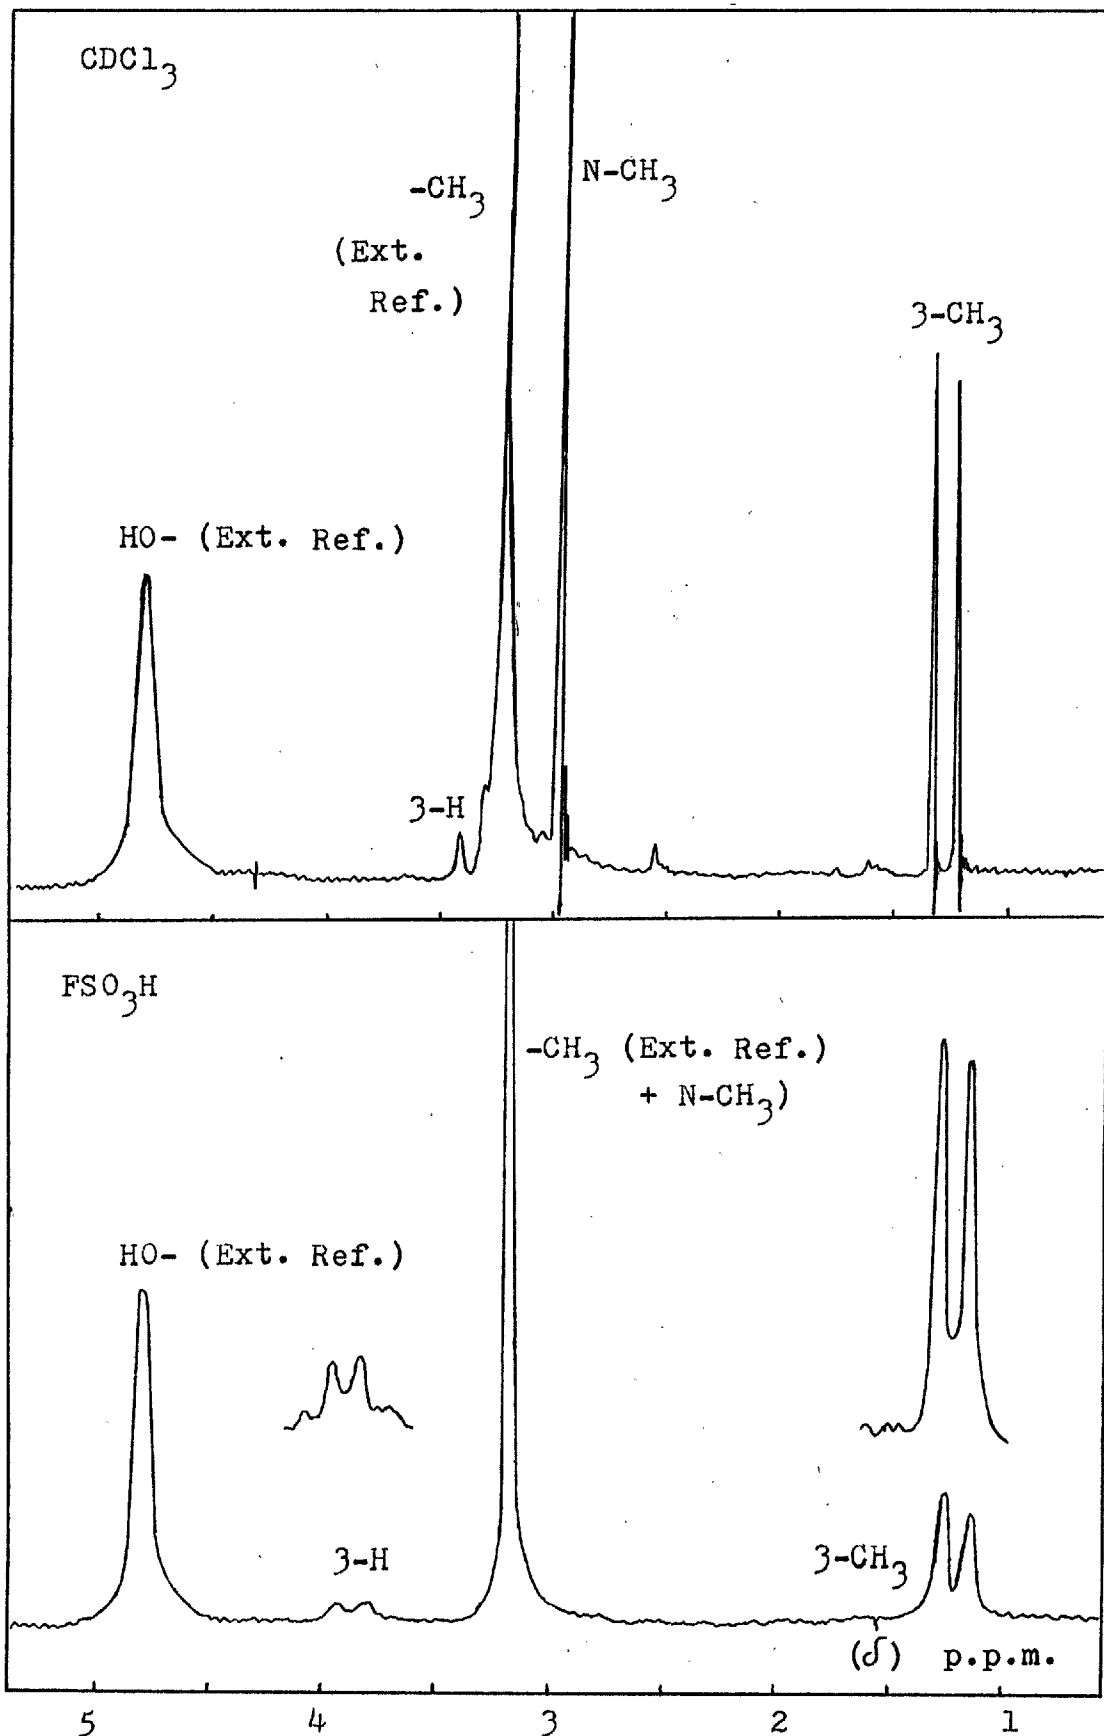 CDCl3
-CH3
(Ext.
Ref.)
N-CH3
3-CH3
HO- (Ext. Ref.)
3-H
FSO3H
-CH3 (Ext. Ref.)
+ N-CH3)
HO- (Ext. Ref.)
3-H
3-CH3
(δ) p.p.m.
5 4 3 2 1